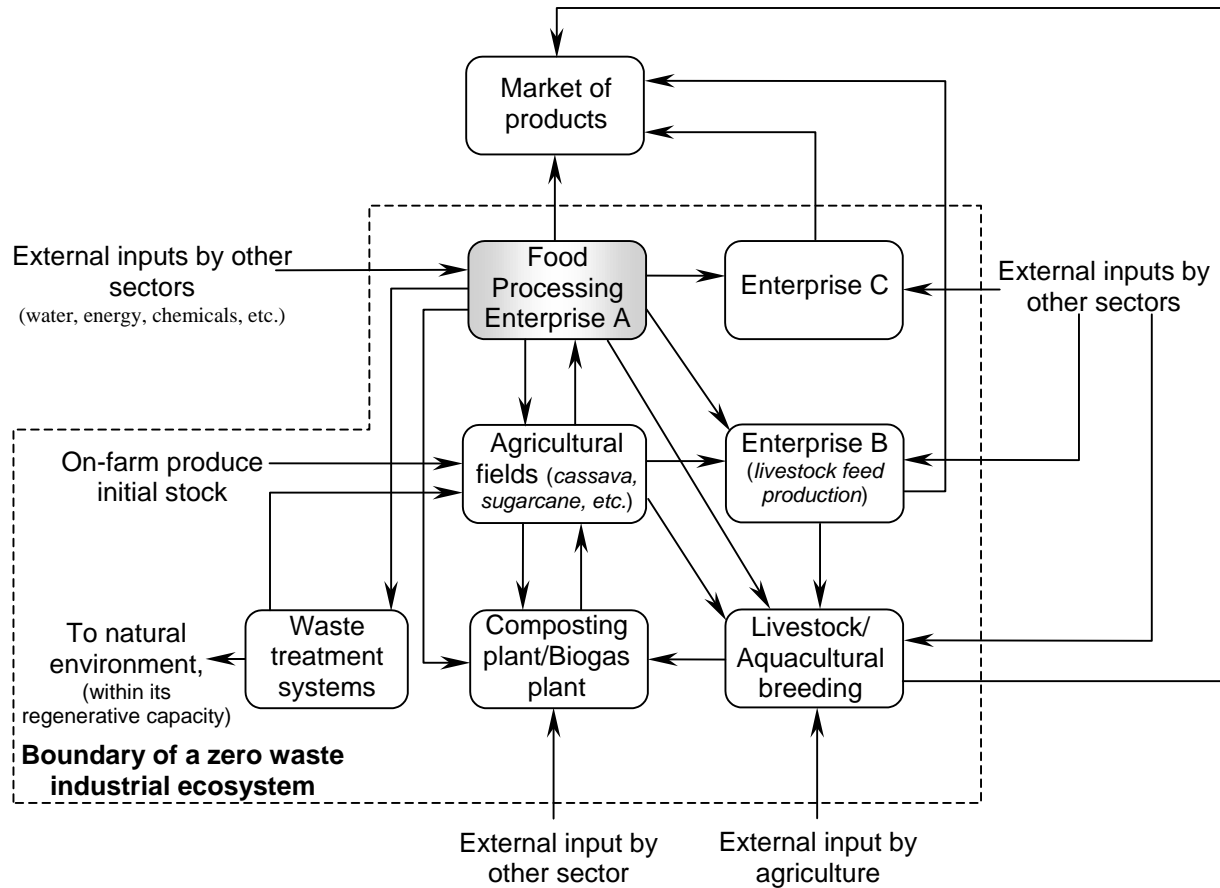 Market of
products
External inputs by other
sectors
(water, energy, chemicals, etc.)
Food
Processing
Enterprise A
Enterprise C
External inputs by
other sectors
On-farm produce
initial stock
Agricultural
fields (cassava,
sugarcane, etc.)
Enterprise B
(livestock feed
production)
To natural
environment,
(within its
regenerative capacity)
Waste
treatment
systems
Composting
plant/Biogas
plant
Livestock/
Aquacultural
breeding
Boundary of a zero waste
industrial ecosystem
External input by
other sector
External input by
agriculture